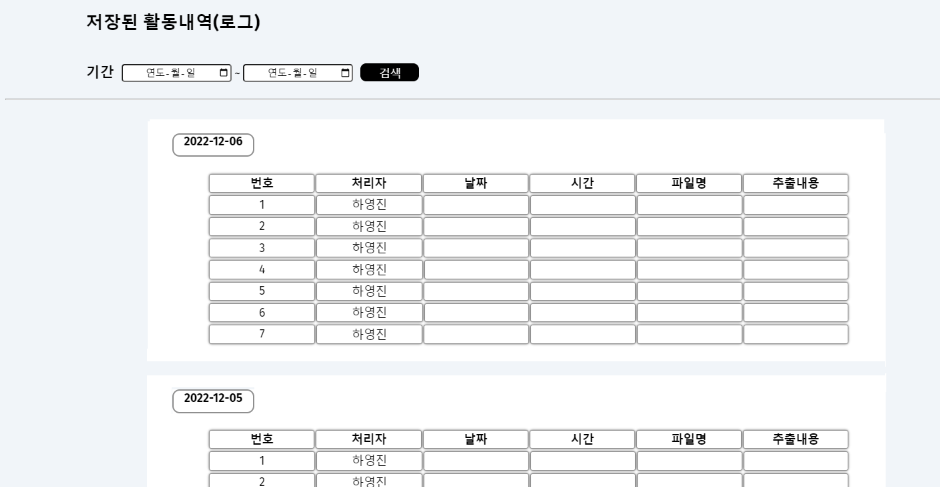 저장된 활동내역(로그)
기간 연도-월-일 ~ 연도-월-일 검색
2022-12-06
번호 처리자 날짜 시간 파일명 추출내용
1 하영진
2 하영진
3 하영진
4 하영진
5 하영진
6 하영진
7 하영진
2022-12-05
번호 처리자 날짜 시간 파일명 추출내용
1 하영진
2 하영진